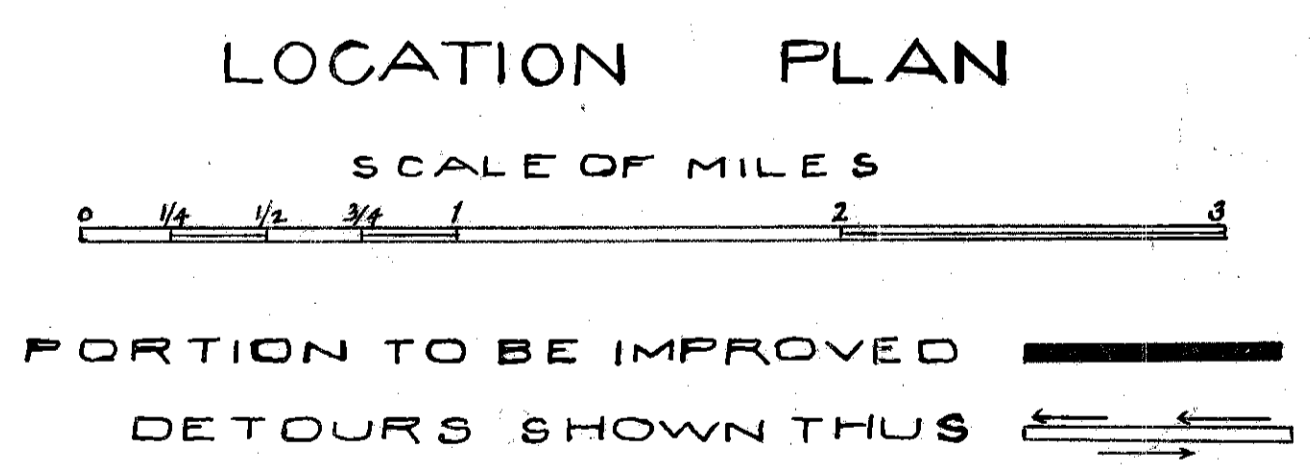 LOCATION PLAN
SCALE OF MILES
0 1/4 1/2 3/4 1 2 3
PORTION TO BE IMPROVED
DETOURS SHOWN THUS